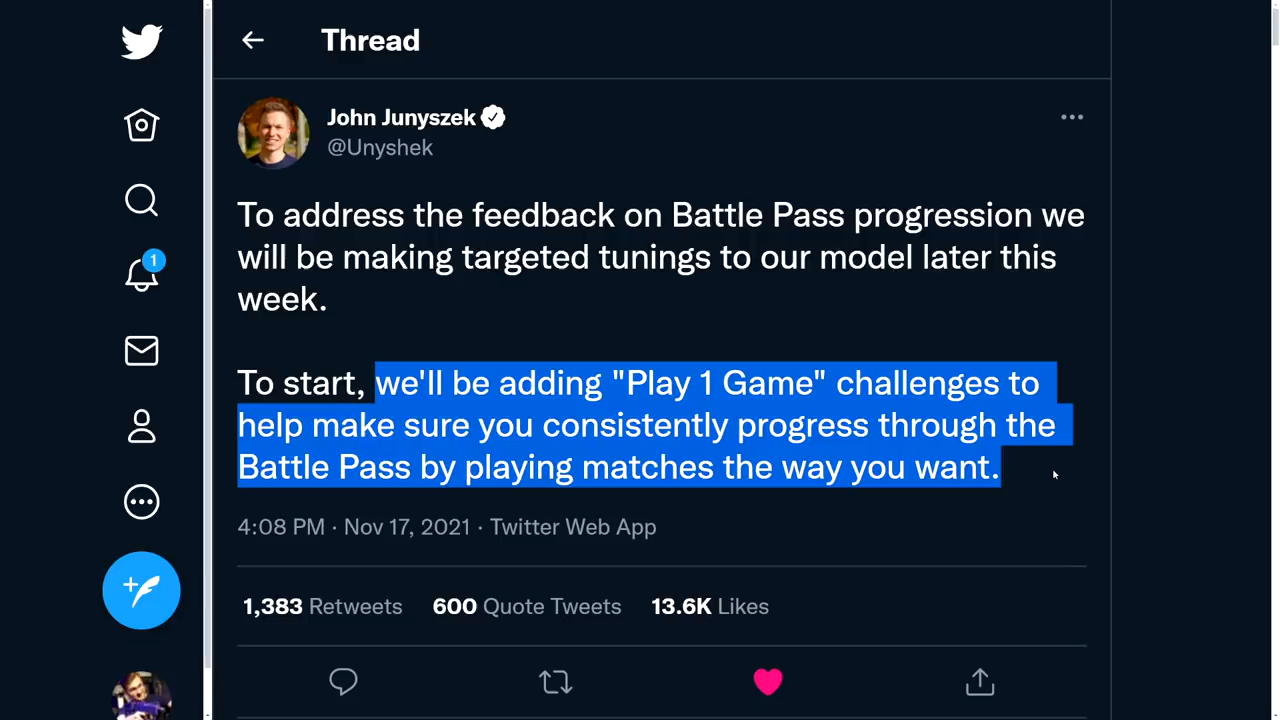 Thread
John Junyszek
@Unyshek
To address the feedback on Battle Pass progression we
will be making targeted tunings to our model later this
week.
To start, we'll be adding "Play 1 Game" challenges to
help make sure you consistently progress through the
Battle Pass by playing matches the way you want.
4:08 PM · Nov 17, 2021 · Twitter Web App
1,383 Retweets 600 Quote Tweets 13.6K Likes
1